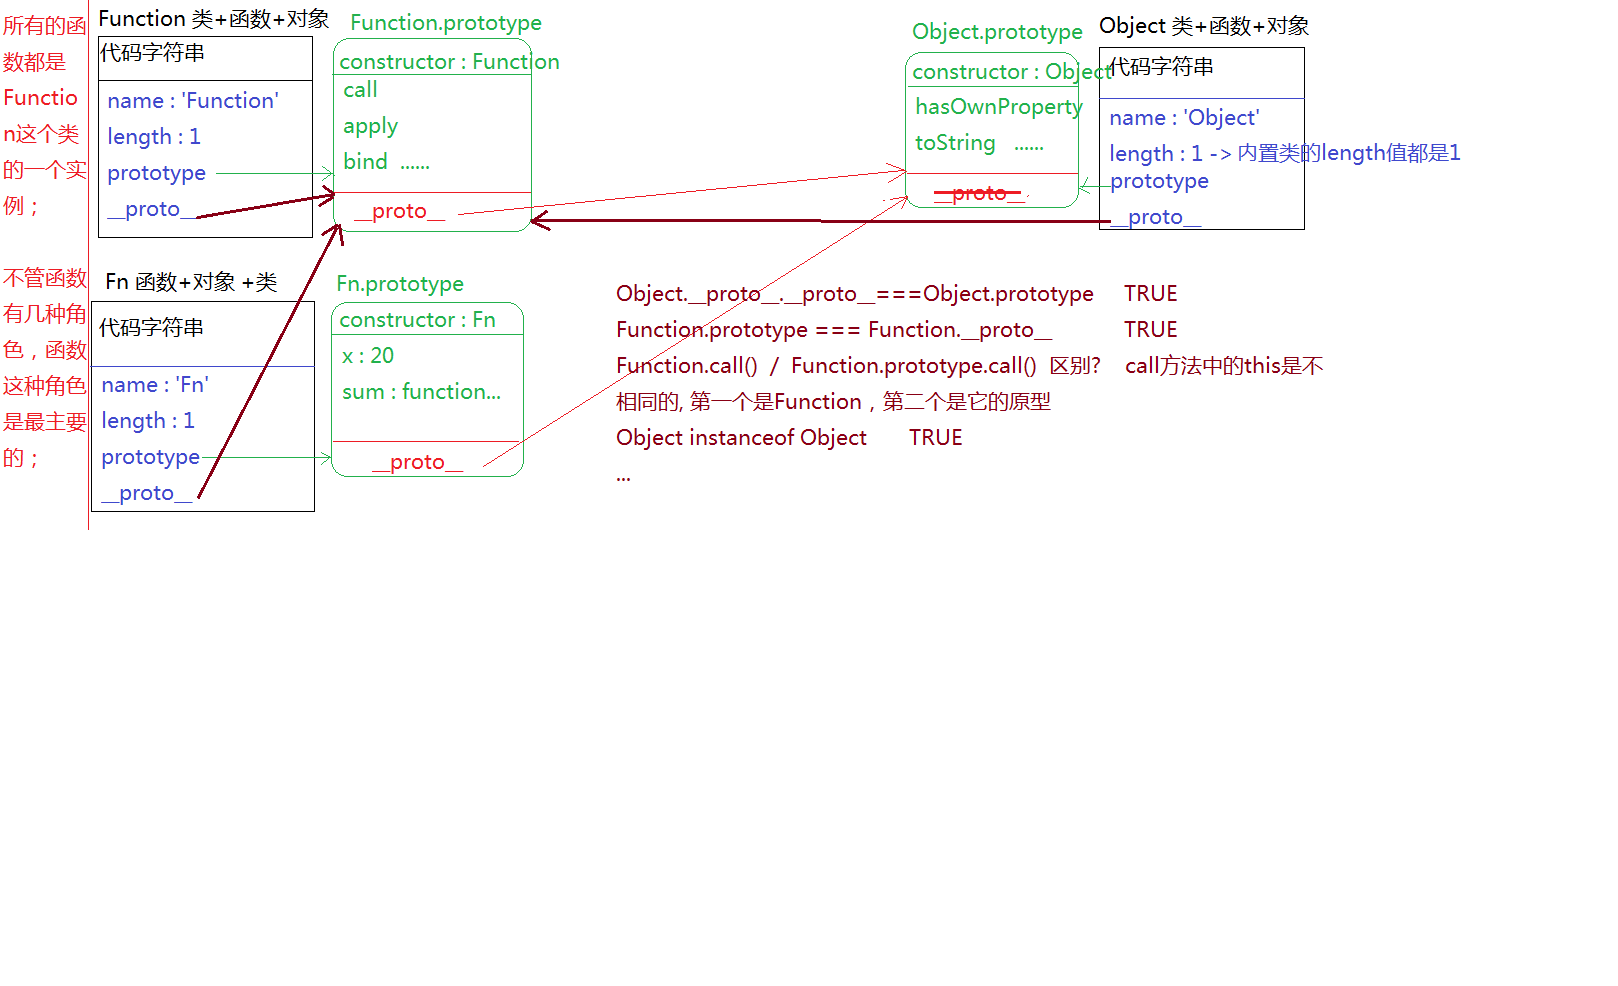 所有的函
数都是
Functio
n这个类
的一个实
例；
不管函数
有几种角
色，函数
这种角色
是最主要
的；
Function 类+函数+对象
代码字符串
name : 'Function'
length : 1
prototype
__proto__
Function.prototype
constructor : Function
call
apply
bind ......
__proto__
Object.prototype
constructor : Object
hasOwnProperty
toString ......
__proto__
Object 类+函数+对象
代码字符串
name : 'Object'
length : 1 -> 内置类的length值都是1
prototype
__proto__
Fn 函数+对象 +类
代码字符串
name : 'Fn'
length : 1
prototype
__proto__
Fn.prototype
constructor : Fn
x : 20
sum : function...
__proto__
Object.__proto__.__proto__===Object.prototype TRUE
Function.prototype === Function.__proto__ TRUE
Function.call() / Function.prototype.call() 区别? call方法中的this是不
相同的, 第一个是Function，第二个是它的原型
Object instanceof Object TRUE
...